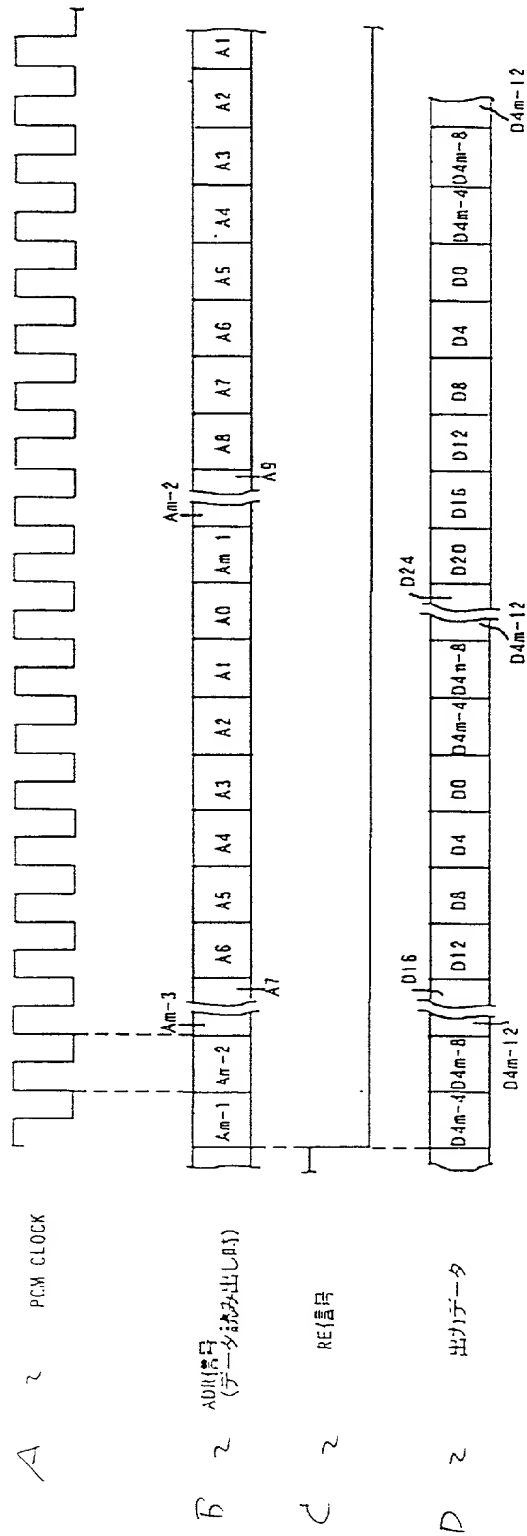 A
PCM CLOCK
B
ADR信号
(データ読み出し時)
Am-1 Am-2 Am-3 A7 A6 A5 A4 A3 A2 A1 A0 Am 1 Am-2 A9 A8 A7 A6 A5 A4 A3 A2 A1
C
RE信号
D
出力データ
D4m-4 D4m-8 D4m-12 D16 D12 D8 D4 D0 D4m-4 D4m-8 D4m-12 D24 D20 D16 D12 D8 D4 D0 D4m-4 D4m-8 D4m-12